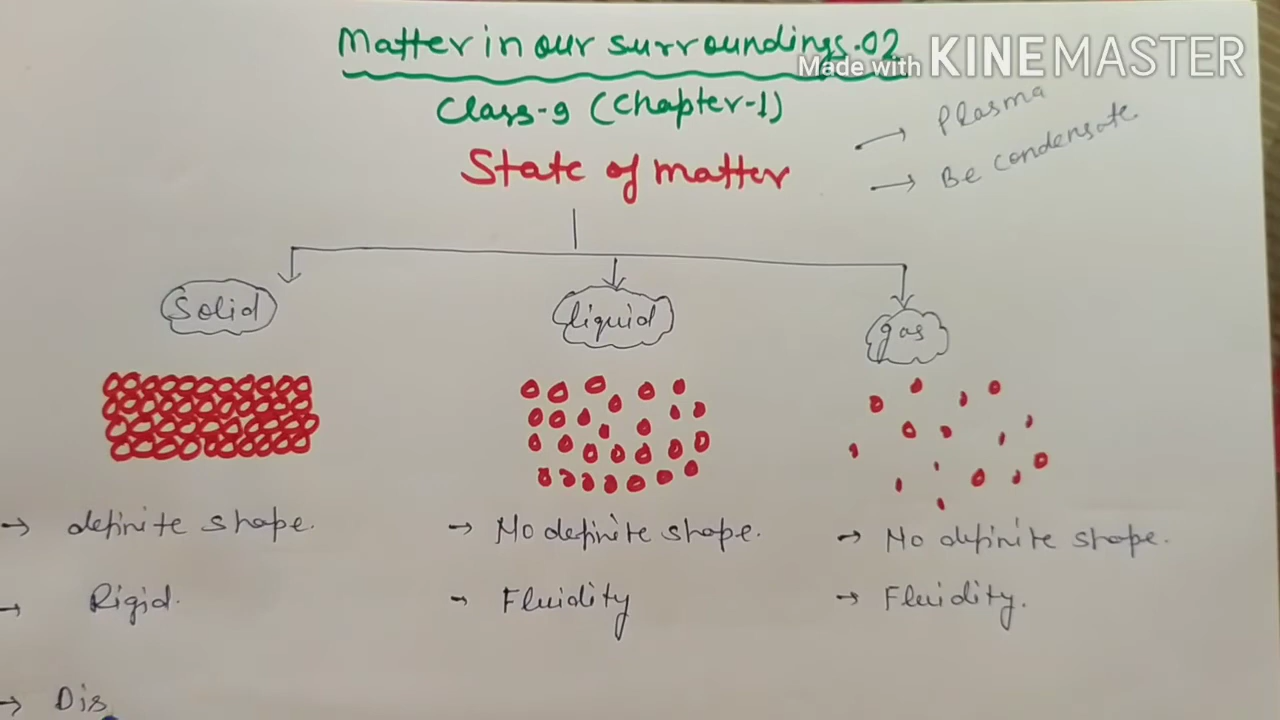 Matter in our surroundings.02
Made with KINEMASTER
Class-9 (Chapter-1)
→ Plasma
→ Be condensate
State of matter
Solid
liquid
gas
→ definite shape.
→ No definite shape.
→ No definite shape.
→ Rigid.
→ Fluidity
→ Fluidity.
→ Dis